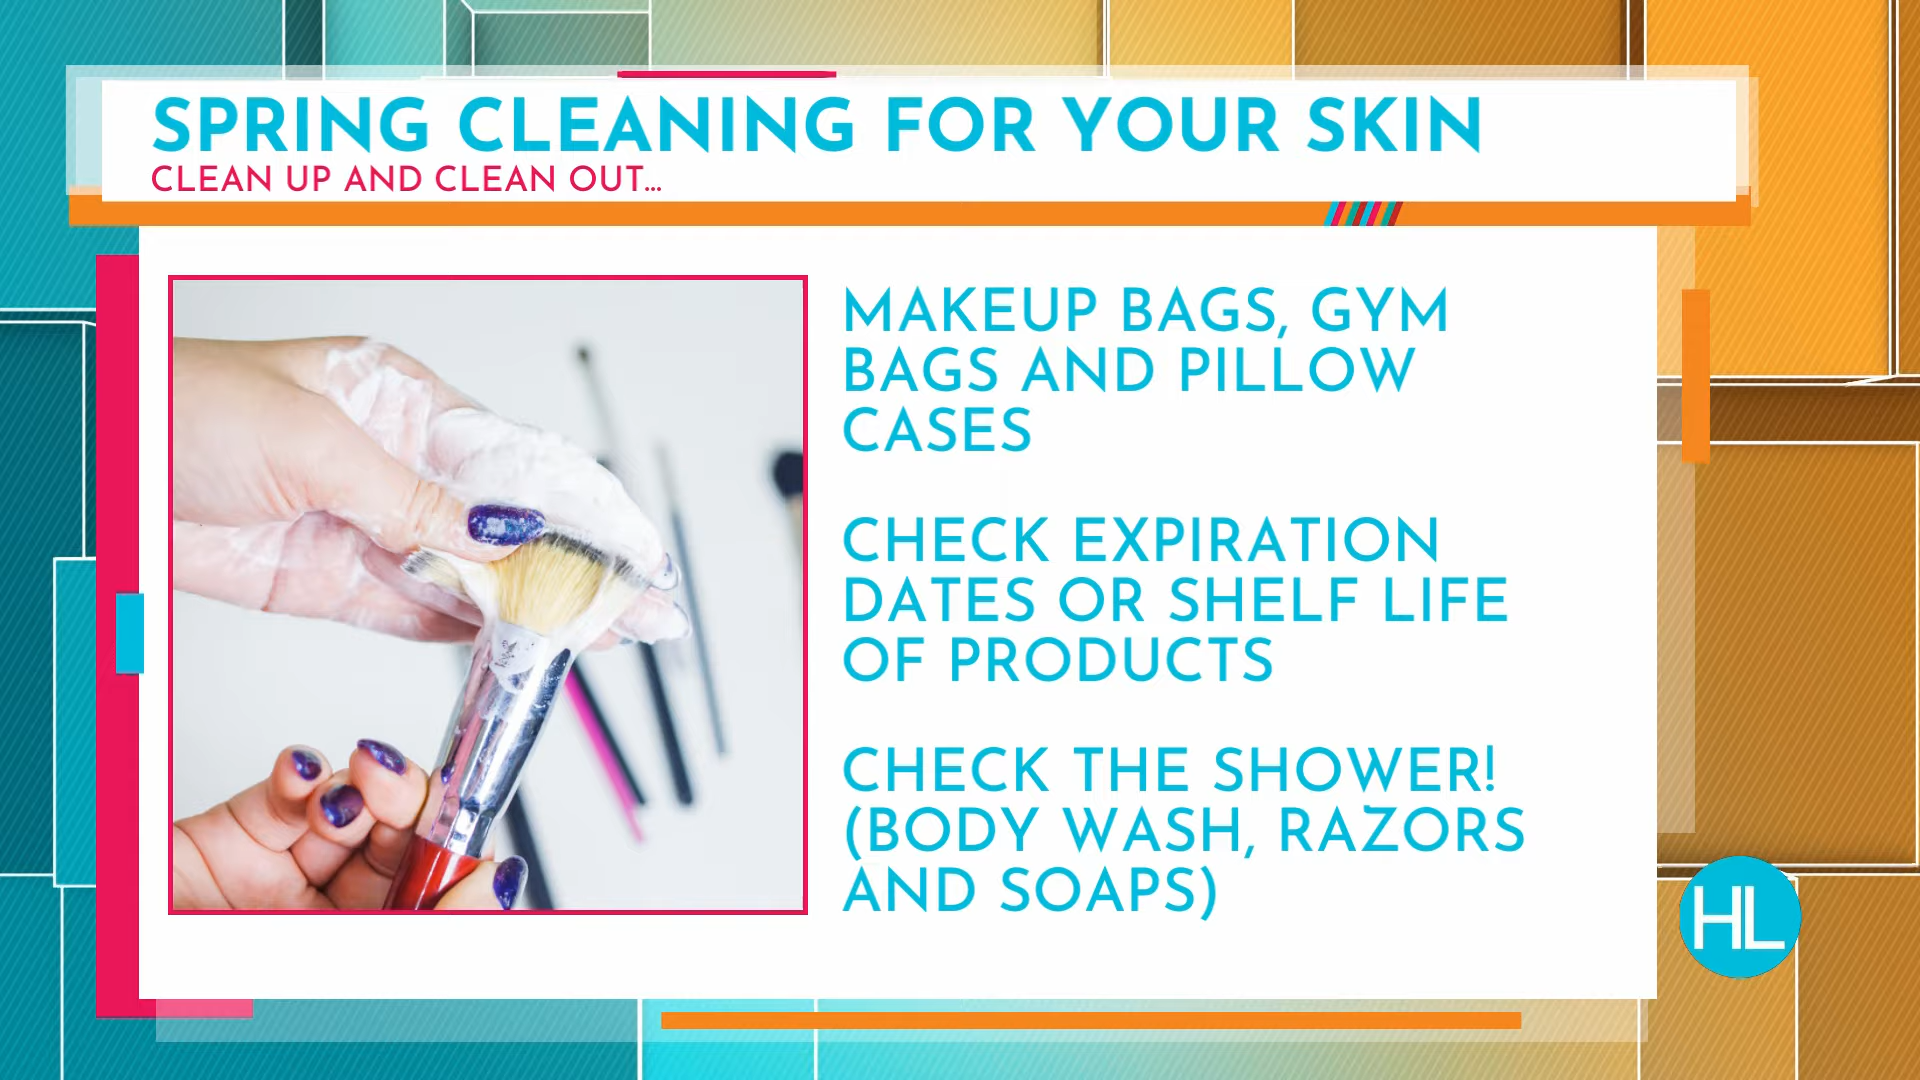 SPRING CLEANING FOR YOUR SKIN
CLEAN UP AND CLEAN OUT...
MAKEUP BAGS, GYM
BAGS AND PILLOW
CASES
CHECK EXPIRATION
DATES OR SHELF LIFE
OF PRODUCTS
CHECK THE SHOWER!
(BODY WASH, RAZORS
AND SOAPS)
HL